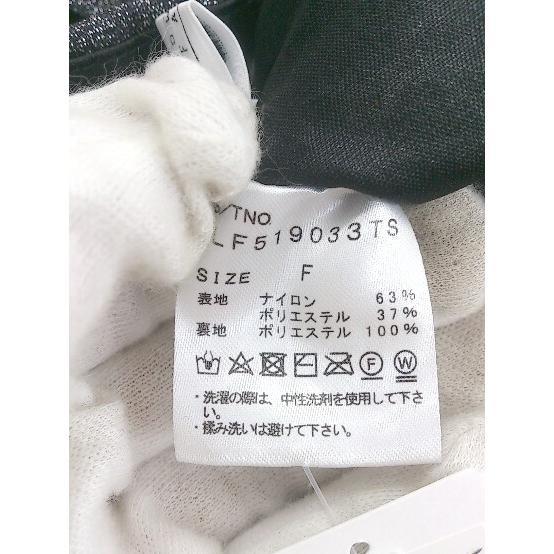 /TNO
LF519033TS
SIZE F
表地 ナイロン 63%
ポリエステル 37%
裏地 ポリエステル 100%
F W
・洗濯の際は、中性洗剤を使用して下さ
い。
・揉み洗いは避けて下さい。